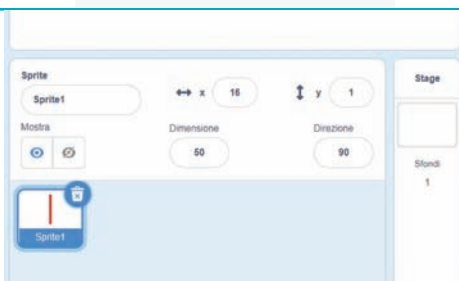 Sprite
Stage
Sprite1
x
16
y
1
Mostra
Dimensione
Direzione
50
90
Sfondi
1
Sprite1